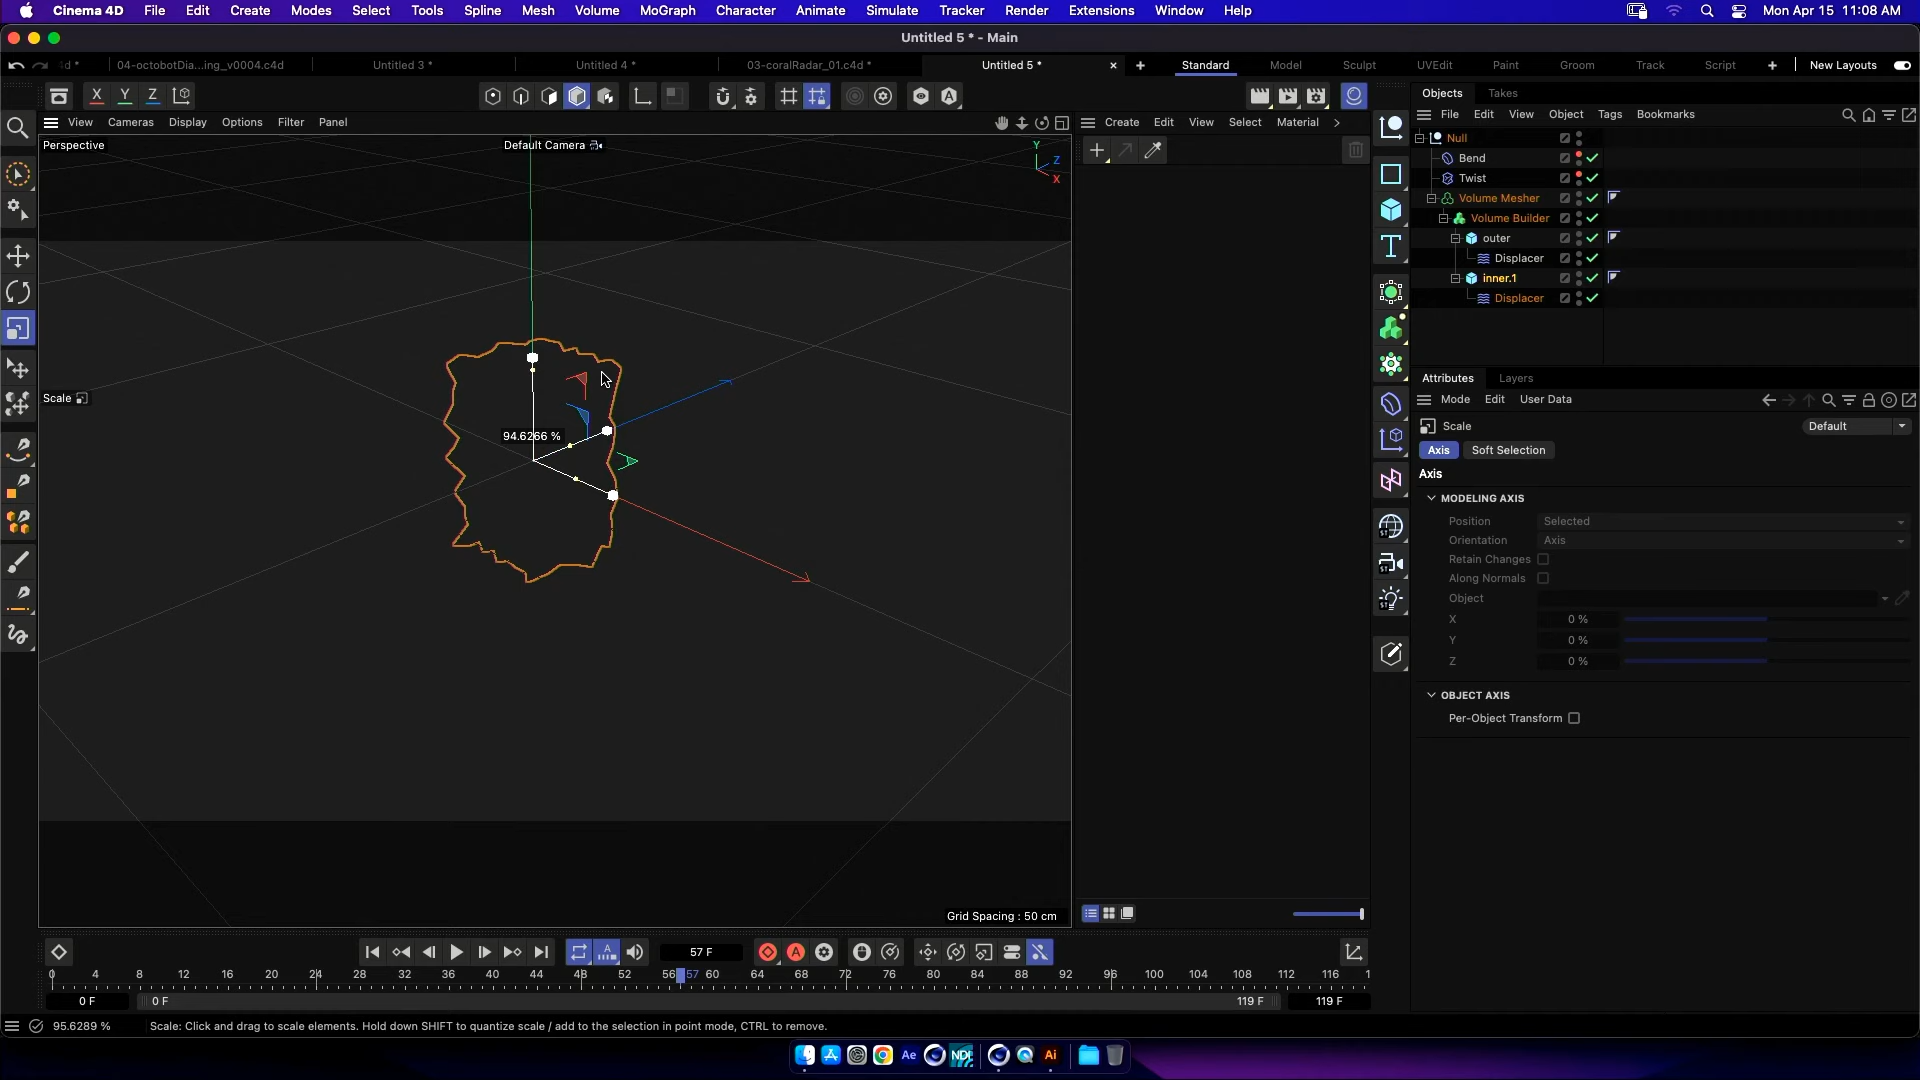 Cinema 4D File Edit Create Modes Select Tools Spline Mesh Volume MoGraph Character Animate Simulate Tracker Render Extensions Window Help Mon Apr 15 11:08 AM
Untitled 5 * - Main
4d * 04-octobotDia...ing_v0004.c4d Untitled 3 * Untitled 4 * 03-coralRadar_01.c4d * Untitled 5 * Standard Model Sculpt UVEdit Paint Groom Track Script New Layouts
X Y Z
View Cameras Display Options Filter Panel
Create Edit View Select Material
Perspective
Default Camera
Y
Z
X
Scale
94.6266 %
Grid Spacing : 50 cm
Objects Takes
File Edit View Object Tags Bookmarks
Null
Bend
Twist
Volume Mesher
Volume Builder
outer
Displacer
inner.1
Displacer
Attributes Layers
Mode Edit User Data
Scale Default
Axis Soft Selection
Axis
MODELING AXIS
Position Selected
Orientation Axis
Retain Changes
Along Normals
Object
X 0 %
Y 0 %
Z 0 %
OBJECT AXIS
Per-Object Transform
57 F
0 4 8 12 16 20 24 28 32 36 40 44 48 52 56 57 60 64 68 72 76 80 84 88 92 96 100 104 108 112 116 1
0 F 0 F 119 F 119 F
95.6289 % Scale: Click and drag to scale elements. Hold down SHIFT to quantize scale / add to the selection in point mode, CTRL to remove.
Ae NDI Ai